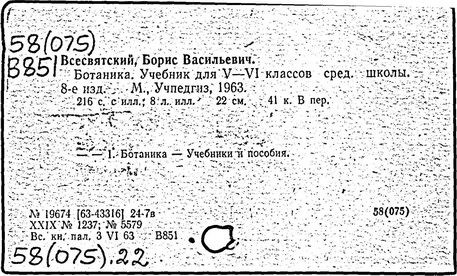 58(075)
В851
Всесвятский, Борис Васильевич.
Ботаника. Учебник для V—VI классов сред. школы.
8-е изд. М., Учпедгиз, 1963.
216 с. с илл.; 8 л. илл. 22 см. 41 к. В пер.
— — 1. Ботаника — Учебники и пособия.
№ 19674 [63-43316] 24-7в
58(075)
XXIX № 1237; № 5579
Вс. кн. пал. 3 VI 63 В851
58(075).22